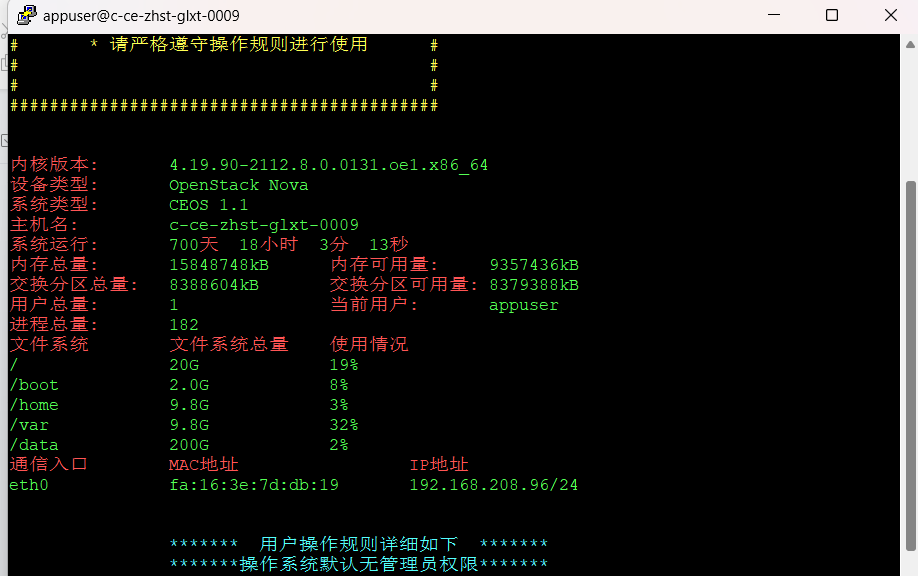 appuser@c-ce-zhst-glxt-0009
# * 请严格遵守操作规则进行使用 #
# #
# #
###########################################
内核版本: 4.19.90-2112.8.0.0131.oe1.x86_64
设备类型: OpenStack Nova
系统类型: CEOS 1.1
主机名: c-ce-zhst-glxt-0009
系统运行: 700天 18小时 3分 13秒
内存总量: 15848748kB 内存可用量: 9357436kB
交换分区总量: 8388604kB 交换分区可用量: 8379388kB
用户总量: 1 当前用户: appuser
进程总量: 182
文件系统 文件系统总量 使用情况
/ 20G 19%
/boot 2.0G 8%
/home 9.8G 3%
/var 9.8G 32%
/data 200G 2%
通信入口 MAC地址 IP地址
eth0 fa:16:3e:7d:db:19 192.168.208.96/24
******* 用户操作规则详细如下 *******
*******操作系统默认无管理员权限*******